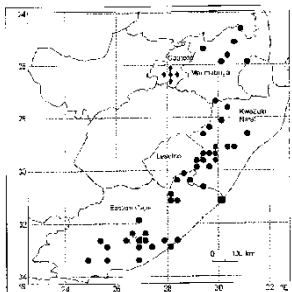 24
26
28
30
32
34
Gauteng
Mpumalanga
KwaZulu
Natal
Lesotho
Eastern Cape
0
100 km
24
26
28
30
32